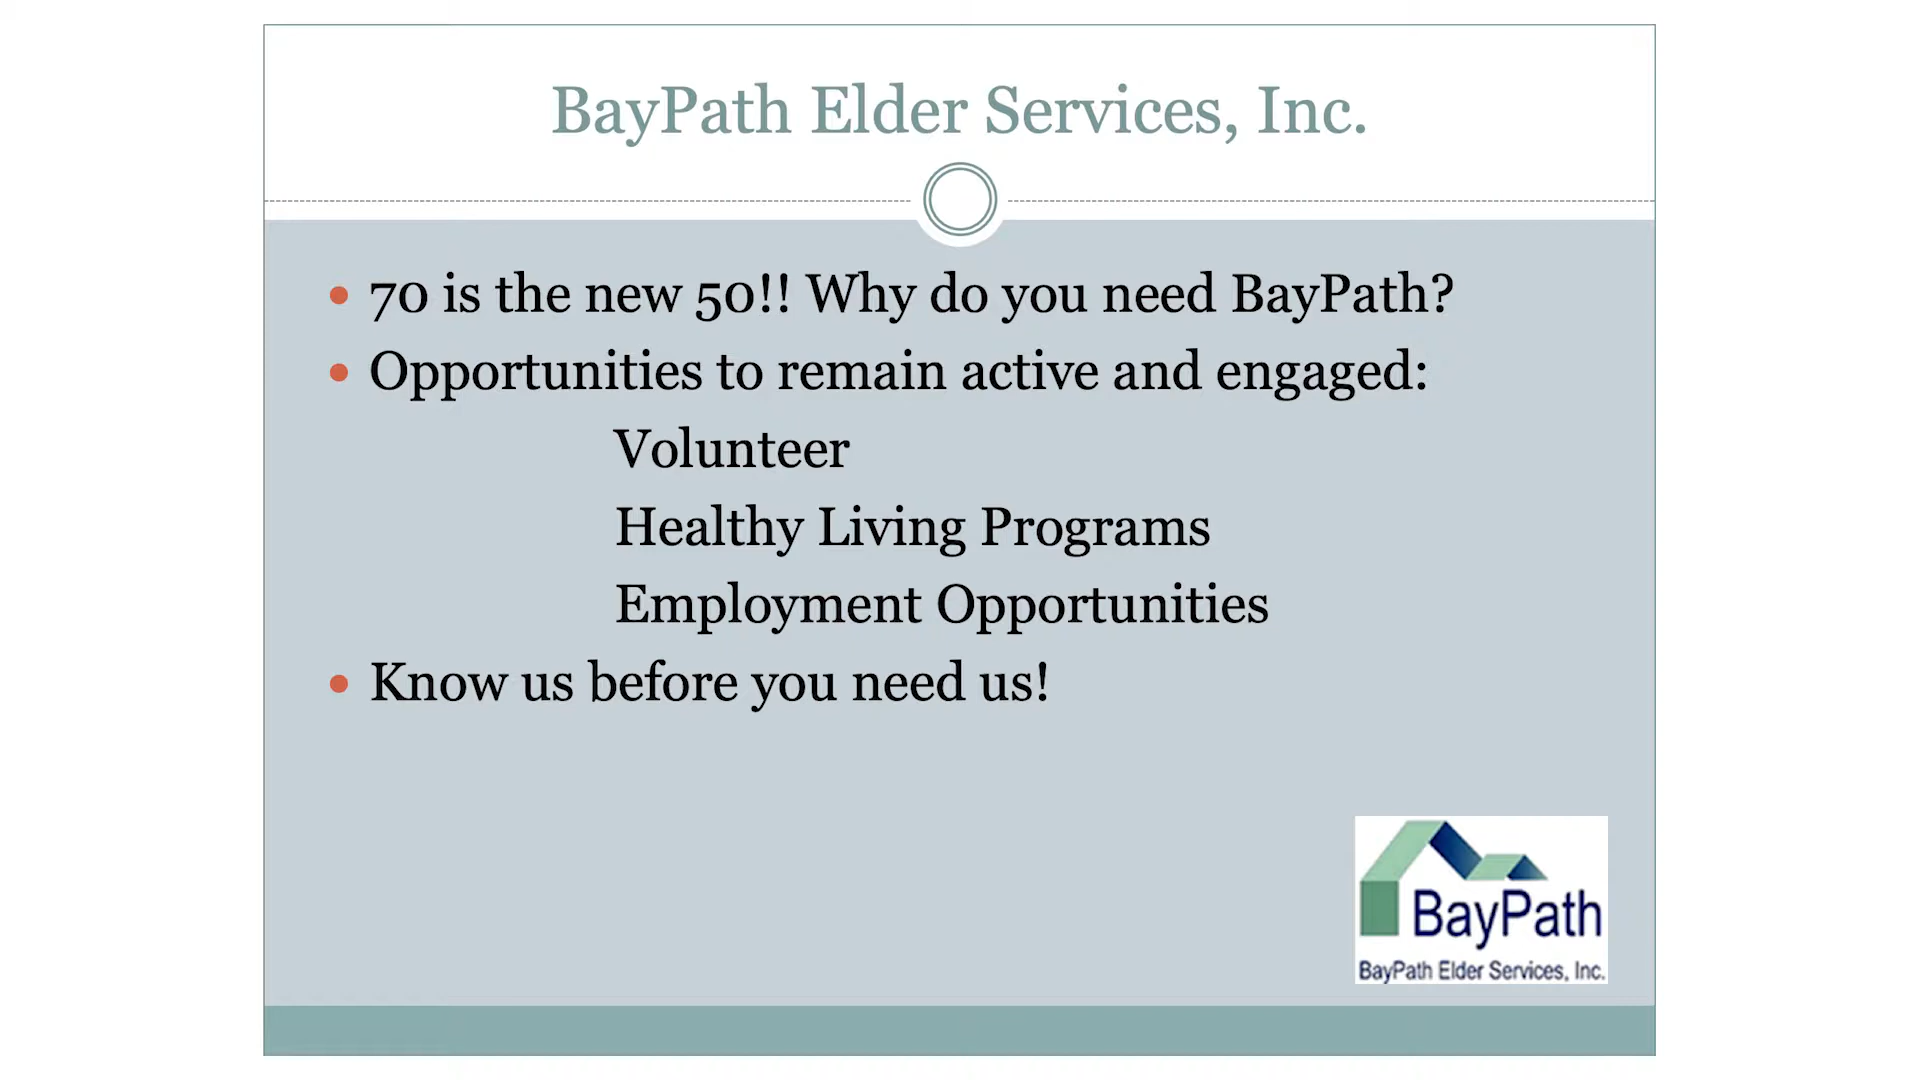 BayPath Elder Services, Inc.
70 is the new 50!! Why do you need BayPath?
Opportunities to remain active and engaged:
Volunteer
Healthy Living Programs
Employment Opportunities
Know us before you need us!
BayPath
BayPath Elder Services, Inc.